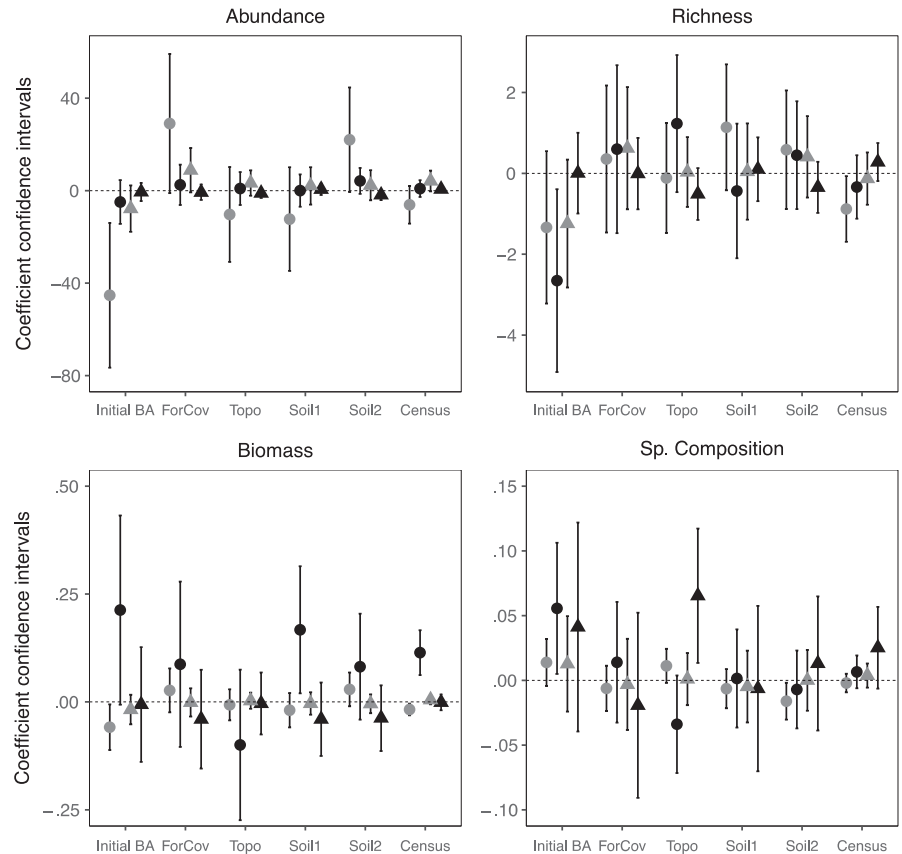 Abundance
Richness
Coefficient confidence intervals
40
0
−40
−80
2
0
−2
−4
Initial BA ForCov Topo Soil1 Soil2 Census
Initial BA ForCov Topo Soil1 Soil2 Census
Biomass
Sp. Composition
Coefficient confidence intervals
.50
.25
.00
−.25
.15
.10
.05
.00
−.05
−.10
Initial BA ForCov Topo Soil1 Soil2 Census
Initial BA ForCov Topo Soil1 Soil2 Census